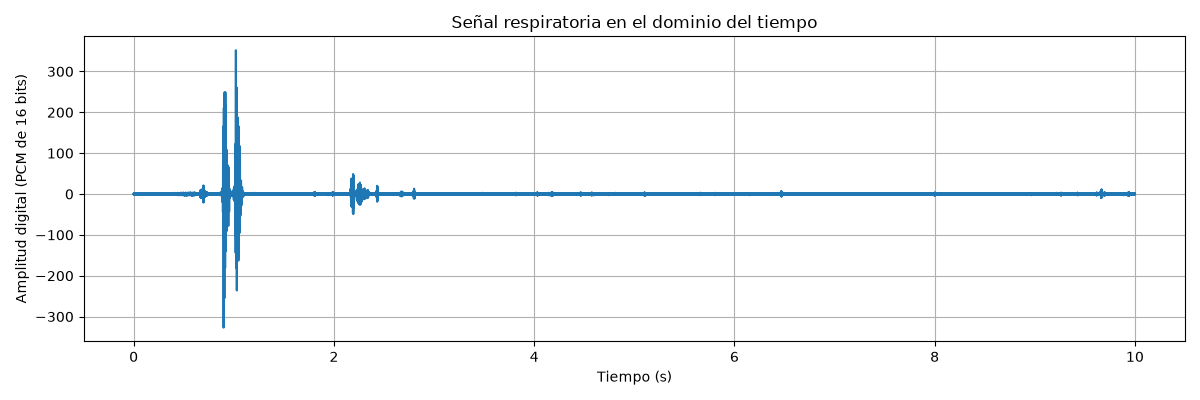 Señal respiratoria en el dominio del tiempo
Amplitud digital (PCM de 16 bits)
300
200
100
0
−100
−200
−300
0 2 4 6 8 10
Tiempo (s)